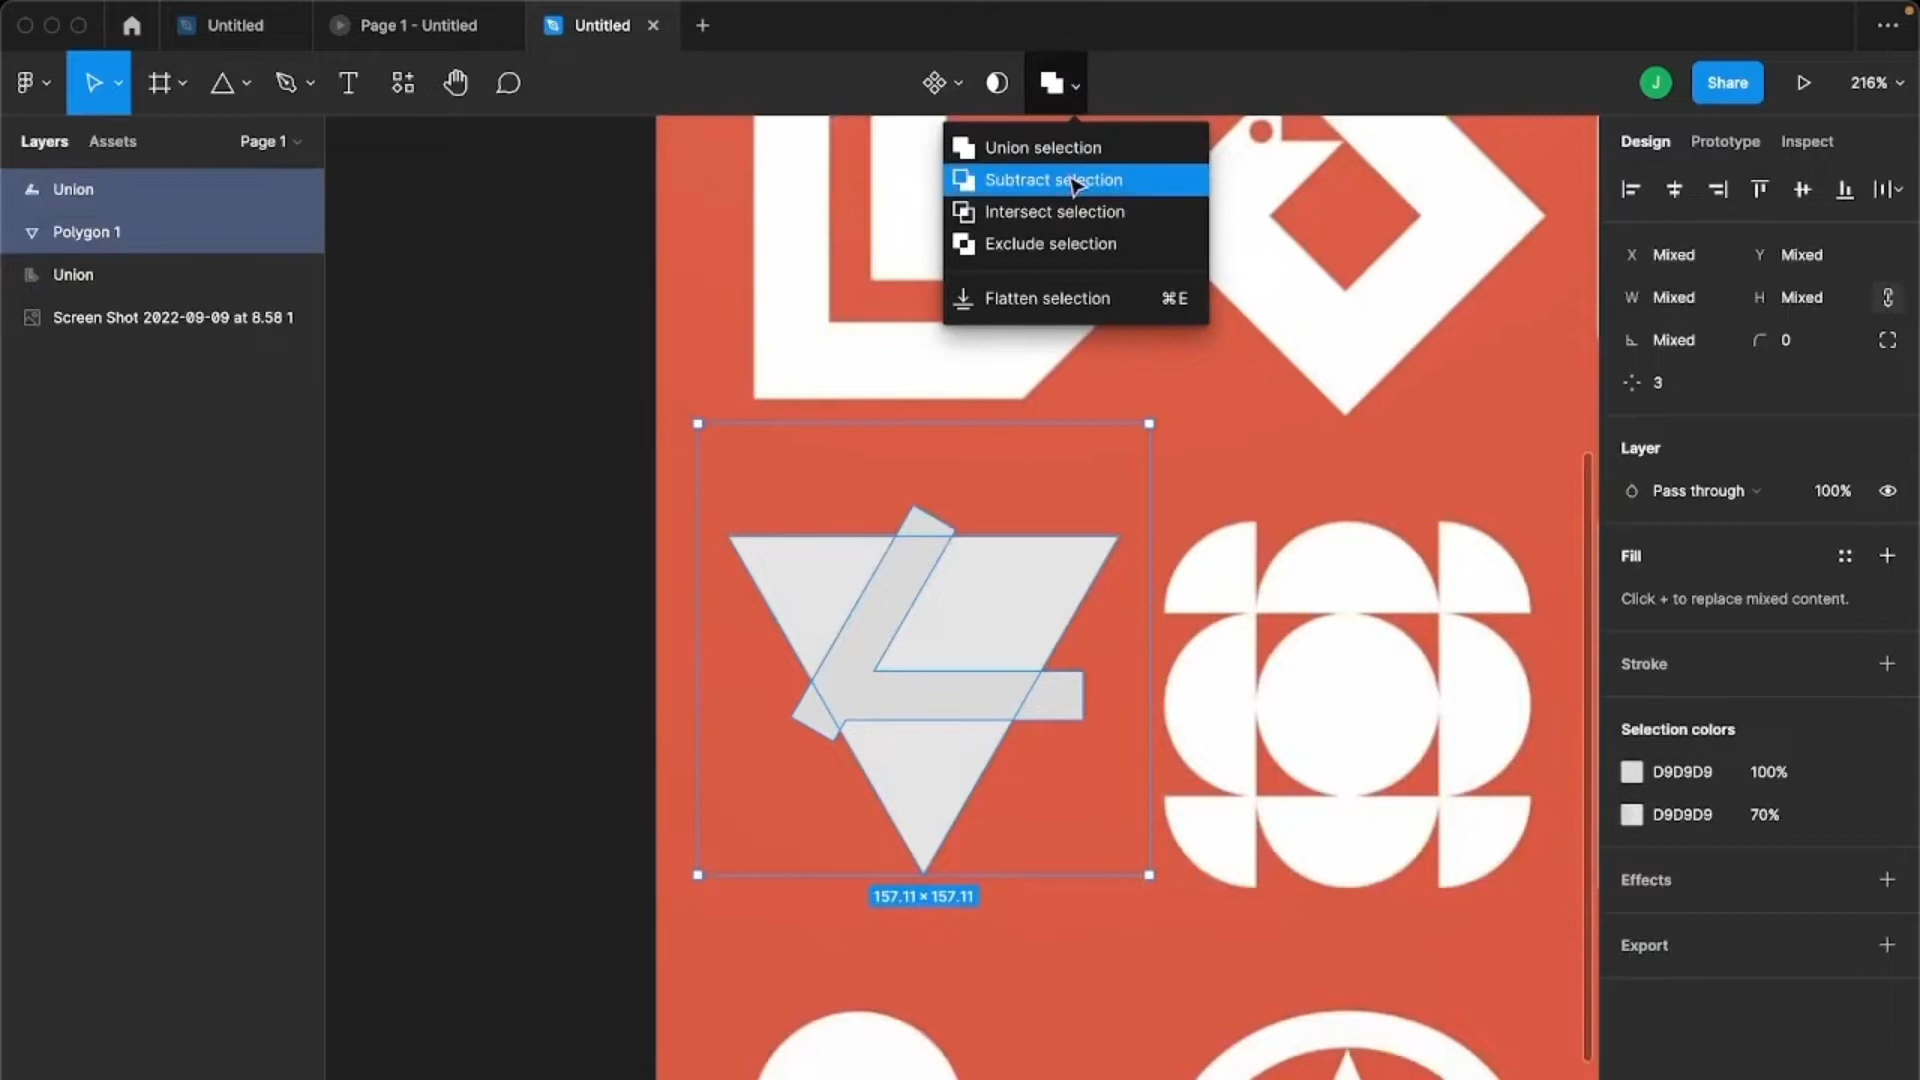 Untitled
Page 1 - Untitled
Untitled
J
Share
216%
Layers
Assets
Page 1
Union
Polygon 1
Union
Screen Shot 2022-09-09 at 8.58 1
Union selection
Subtract selection
Intersect selection
Exclude selection
Flatten selection ⌘E
157.11 × 157.11
Design
Prototype
Inspect
X Mixed Y Mixed
W Mixed H Mixed
Mixed 0
3
Layer
Pass through 100%
Fill
Click + to replace mixed content.
Stroke
Selection colors
D9D9D9 100%
D9D9D9 70%
Effects
Export